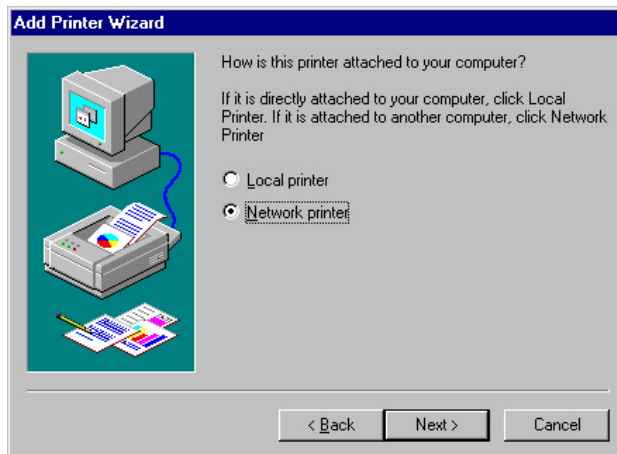 Add Printer Wizard
How is this printer attached to your computer?
If it is directly attached to your computer, click Local
Printer. If it is attached to another computer, click Network
Printer
Local printer
Network printer
< Back
Next >
Cancel